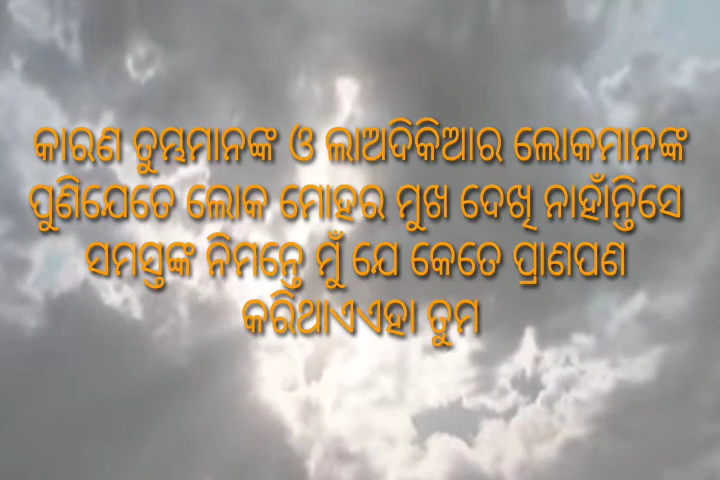 କାରଣ ତୁମ୍ଭମାନଙ୍କ ଓ ଲାଅଦିକିଆର ଲୋକମାନଙ୍କ
ପୁଣିଯେତେ ଲୋକ ମୋହର ମୁଖ ଦେଖି ନାହାଁନ୍ତିସେ
ସମସ୍ତଙ୍କ ନିମନ୍ତେ ମୁଁ ଯେ କେତେ ପ୍ରାଣପଣ
କରିଥାଏଏହା ତୁମ